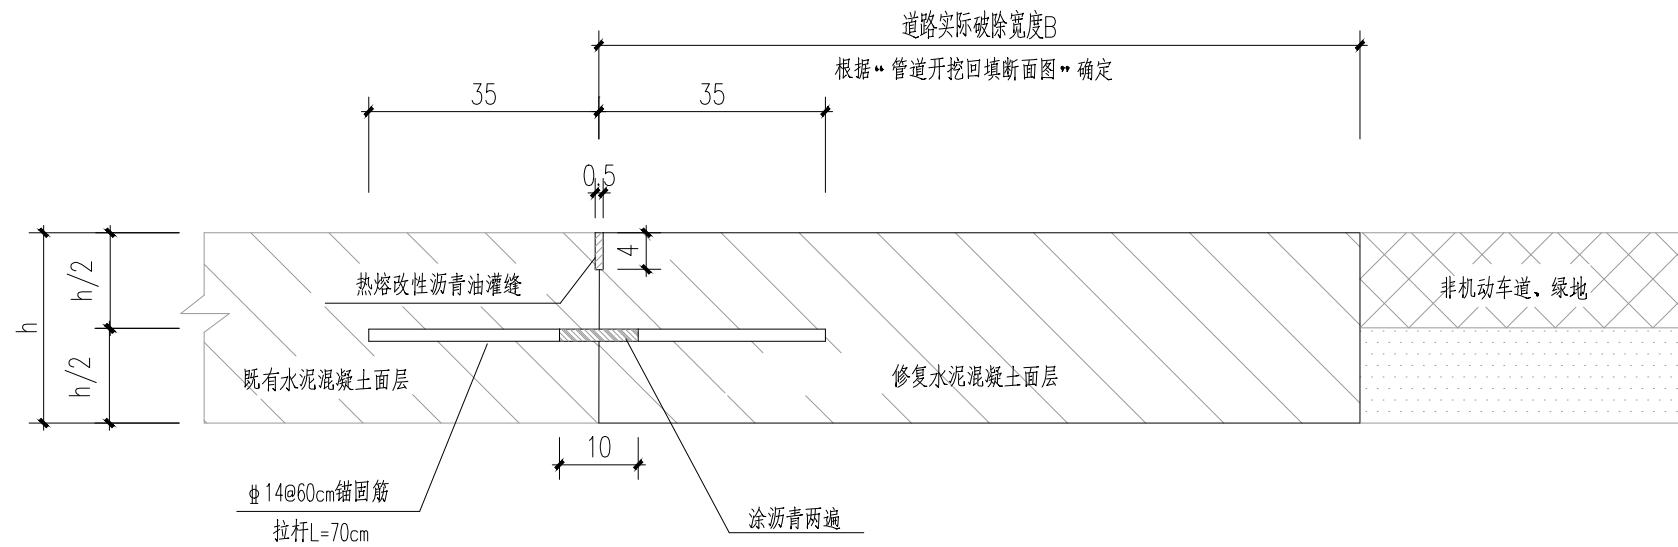 道路实际破除宽度B
根据“管道开挖回填断面图”确定
35
35
0.5
4
热熔改性沥青油灌缝
非机动车道、绿地
h/2
h
h/2
既有水泥混凝土面层
修复水泥混凝土面层
10
ф14@60cm锚固筋
拉杆L=70cm
涂沥青两遍